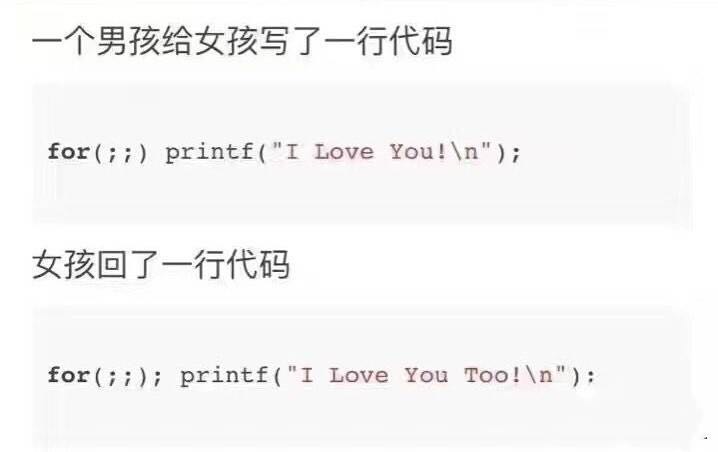 一个男孩给女孩写了一行代码
for(;;) printf("I Love You!\n");
女孩回了一行代码
for(;;); printf("I Love You Too!\n"):